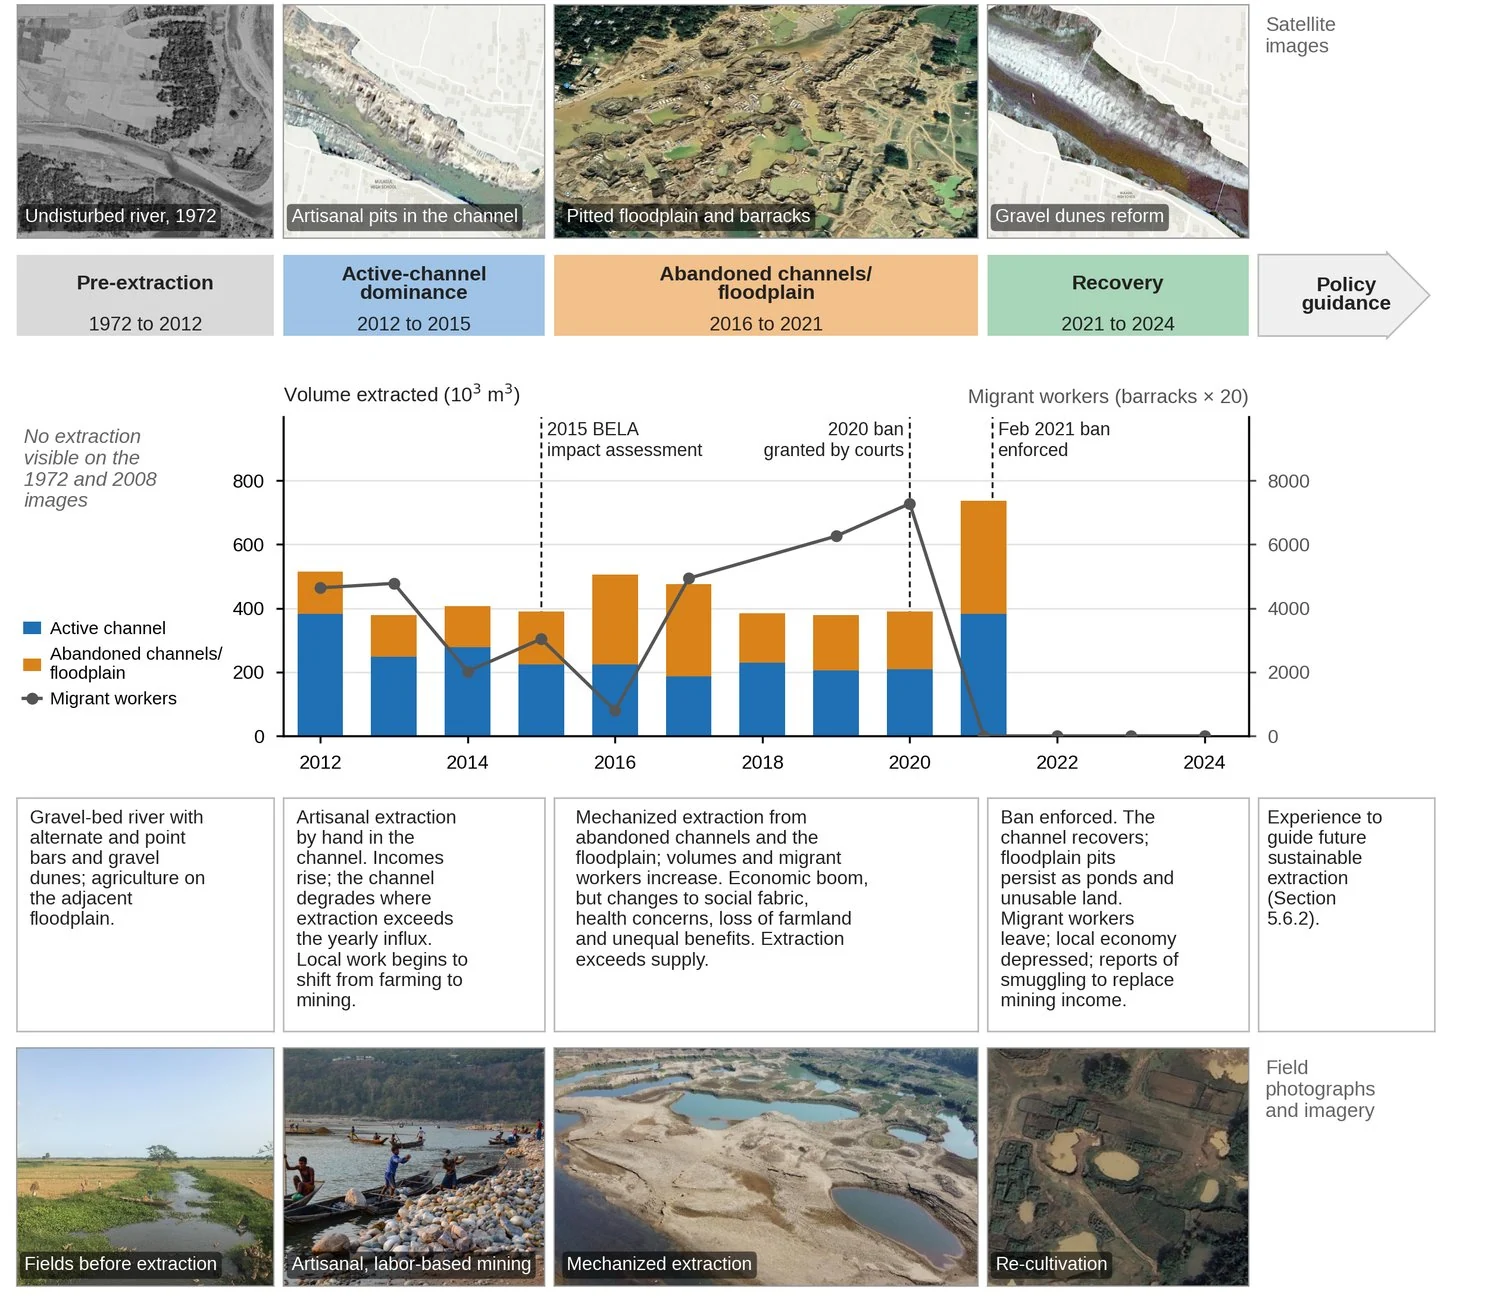 Satellite
images
Undisturbed river, 1972
Artisanal pits in the channel
Pitted floodplain and barracks
Gravel dunes reform
Pre-extraction
1972 to 2012
Active-channel
dominance
2012 to 2015
Abandoned channels/
floodplain
2016 to 2021
Recovery
2021 to 2024
Policy
guidance
Volume extracted (10³ m³)
Migrant workers (barracks × 20)
No extraction
visible on the
1972 and 2008
images
2015 BELA
impact assessment
2020 ban
granted by courts
Feb 2021 ban
enforced
800
600
400
200
0
8000
6000
4000
2000
0
Active channel
Abandoned channels/
floodplain
Migrant workers
2012
2014
2016
2018
2020
2022
2024
Gravel-bed river with
alternate and point
bars and gravel
dunes; agriculture on
the adjacent
floodplain.
Artisanal extraction
by hand in the
channel. Incomes
rise; the channel
degrades where
extraction exceeds
the yearly influx.
Local work begins to
shift from farming to
mining.
Mechanized extraction from
abandoned channels and the
floodplain; volumes and migrant
workers increase. Economic boom,
but changes to social fabric,
health concerns, loss of farmland
and unequal benefits. Extraction
exceeds supply.
Ban enforced. The
channel recovers;
floodplain pits
persist as ponds and
unusable land.
Migrant workers
leave; local economy
depressed; reports of
smuggling to replace
mining income.
Experience to
guide future
sustainable
extraction
(Section
5.6.2).
Field
photographs
and imagery
Fields before extraction
Artisanal, labor-based mining
Mechanized extraction
Re-cultivation